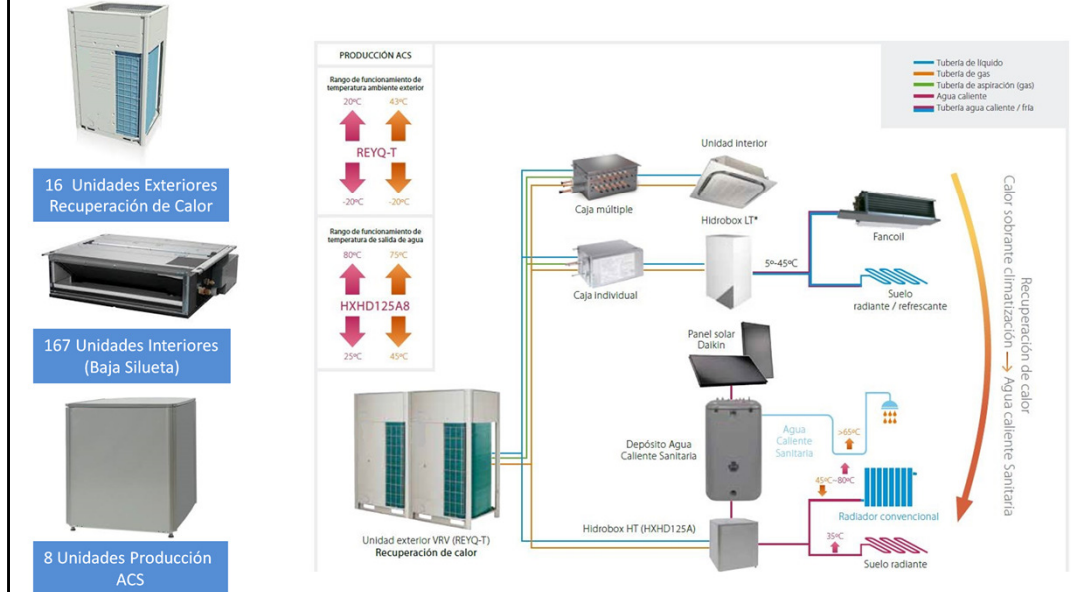 16 Unidades Exteriores
Recuperación de Calor
167 Unidades Interiores
(Baja Silueta)
8 Unidades Producción
ACS
PRODUCCIÓN ACS
Rango de funcionamiento de
temperatura ambiente exterior
20ºC 43ºC
REYQ-T
-20ºC -20ºC
Rango de funcionamiento de
temperatura de salida de agua
80ºC 75ºC
HXHD125A8
25ºC 45ºC
Tubería de líquido
Tubería de gas
Tubería de aspiración (gas)
Agua caliente
Tubería agua caliente / fría
Unidad interior
Caja múltiple
Hidrobox LT*
Fancoil
5º-45ºC
Caja individual
Suelo
radiante / refrescante
Panel solar
Daikin
Depósito Agua
Caliente Sanitaria
Agua
Caliente
Sanitaria
>65ºC
45ºC~80ºC
Radiador convencional
Hidrobox HT (HXHD125A)
35ºC
Suelo radiante
Unidad exterior VRV (REYQ-T)
Recuperación de calor
Recuperación de calor
Calor sobrante climatización → Agua caliente Sanitaria